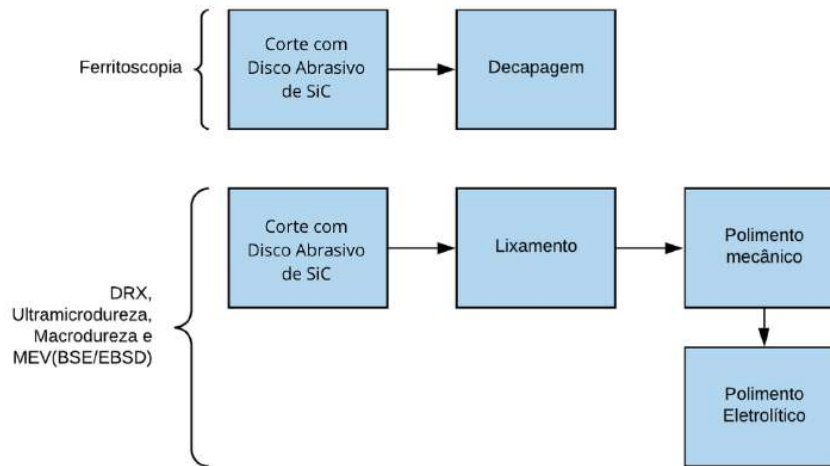 Ferritoscopia
Corte com
Disco Abrasivo
de SiC
Decapagem
DRX,
Ultramicrodureza,
Macrodureza e
MEV(BSE/EBSD)
Corte com
Disco Abrasivo
de SiC
Lixamento
Polimento
mecânico
Polimento
Eletrolítico